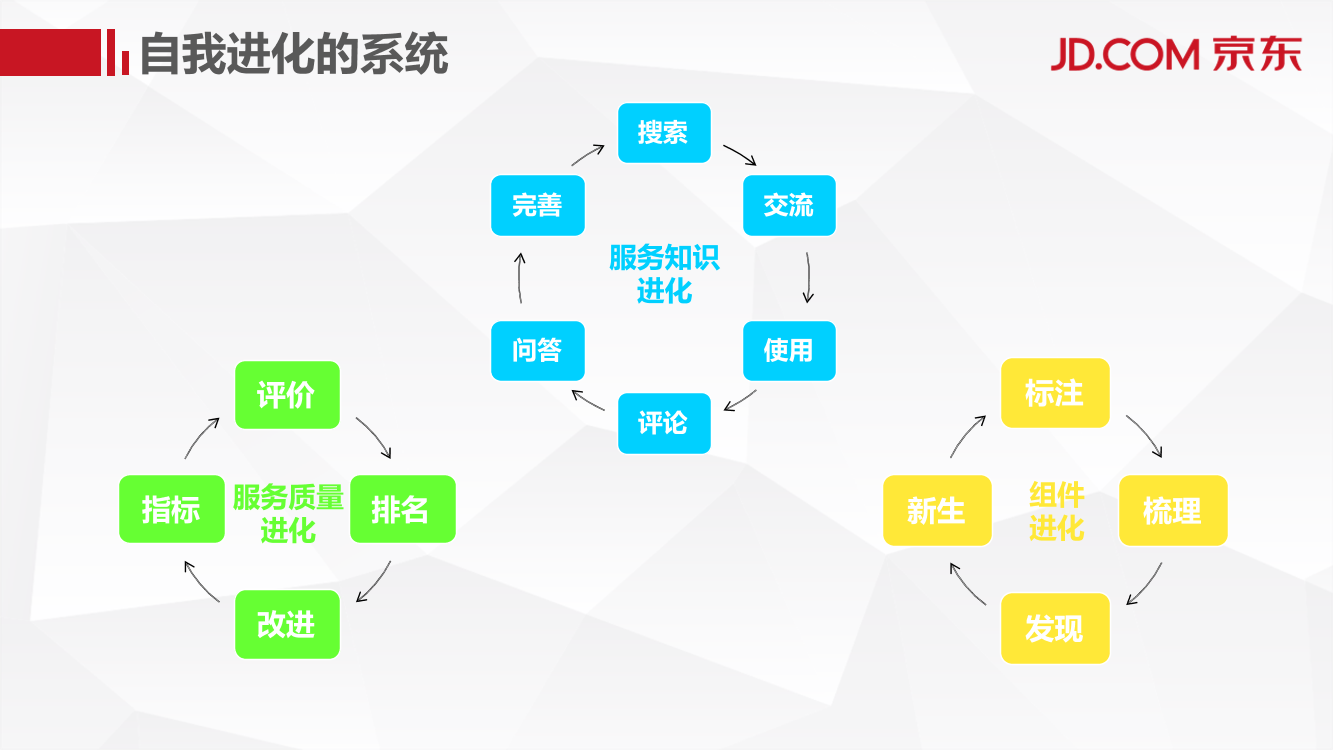 自我进化的系统
JD.COM 京东
搜索
交流
使用
评论
问答
完善
服务知识
进化
评价
排名
改进
指标
服务质量
进化
标注
梳理
发现
新生
组件
进化